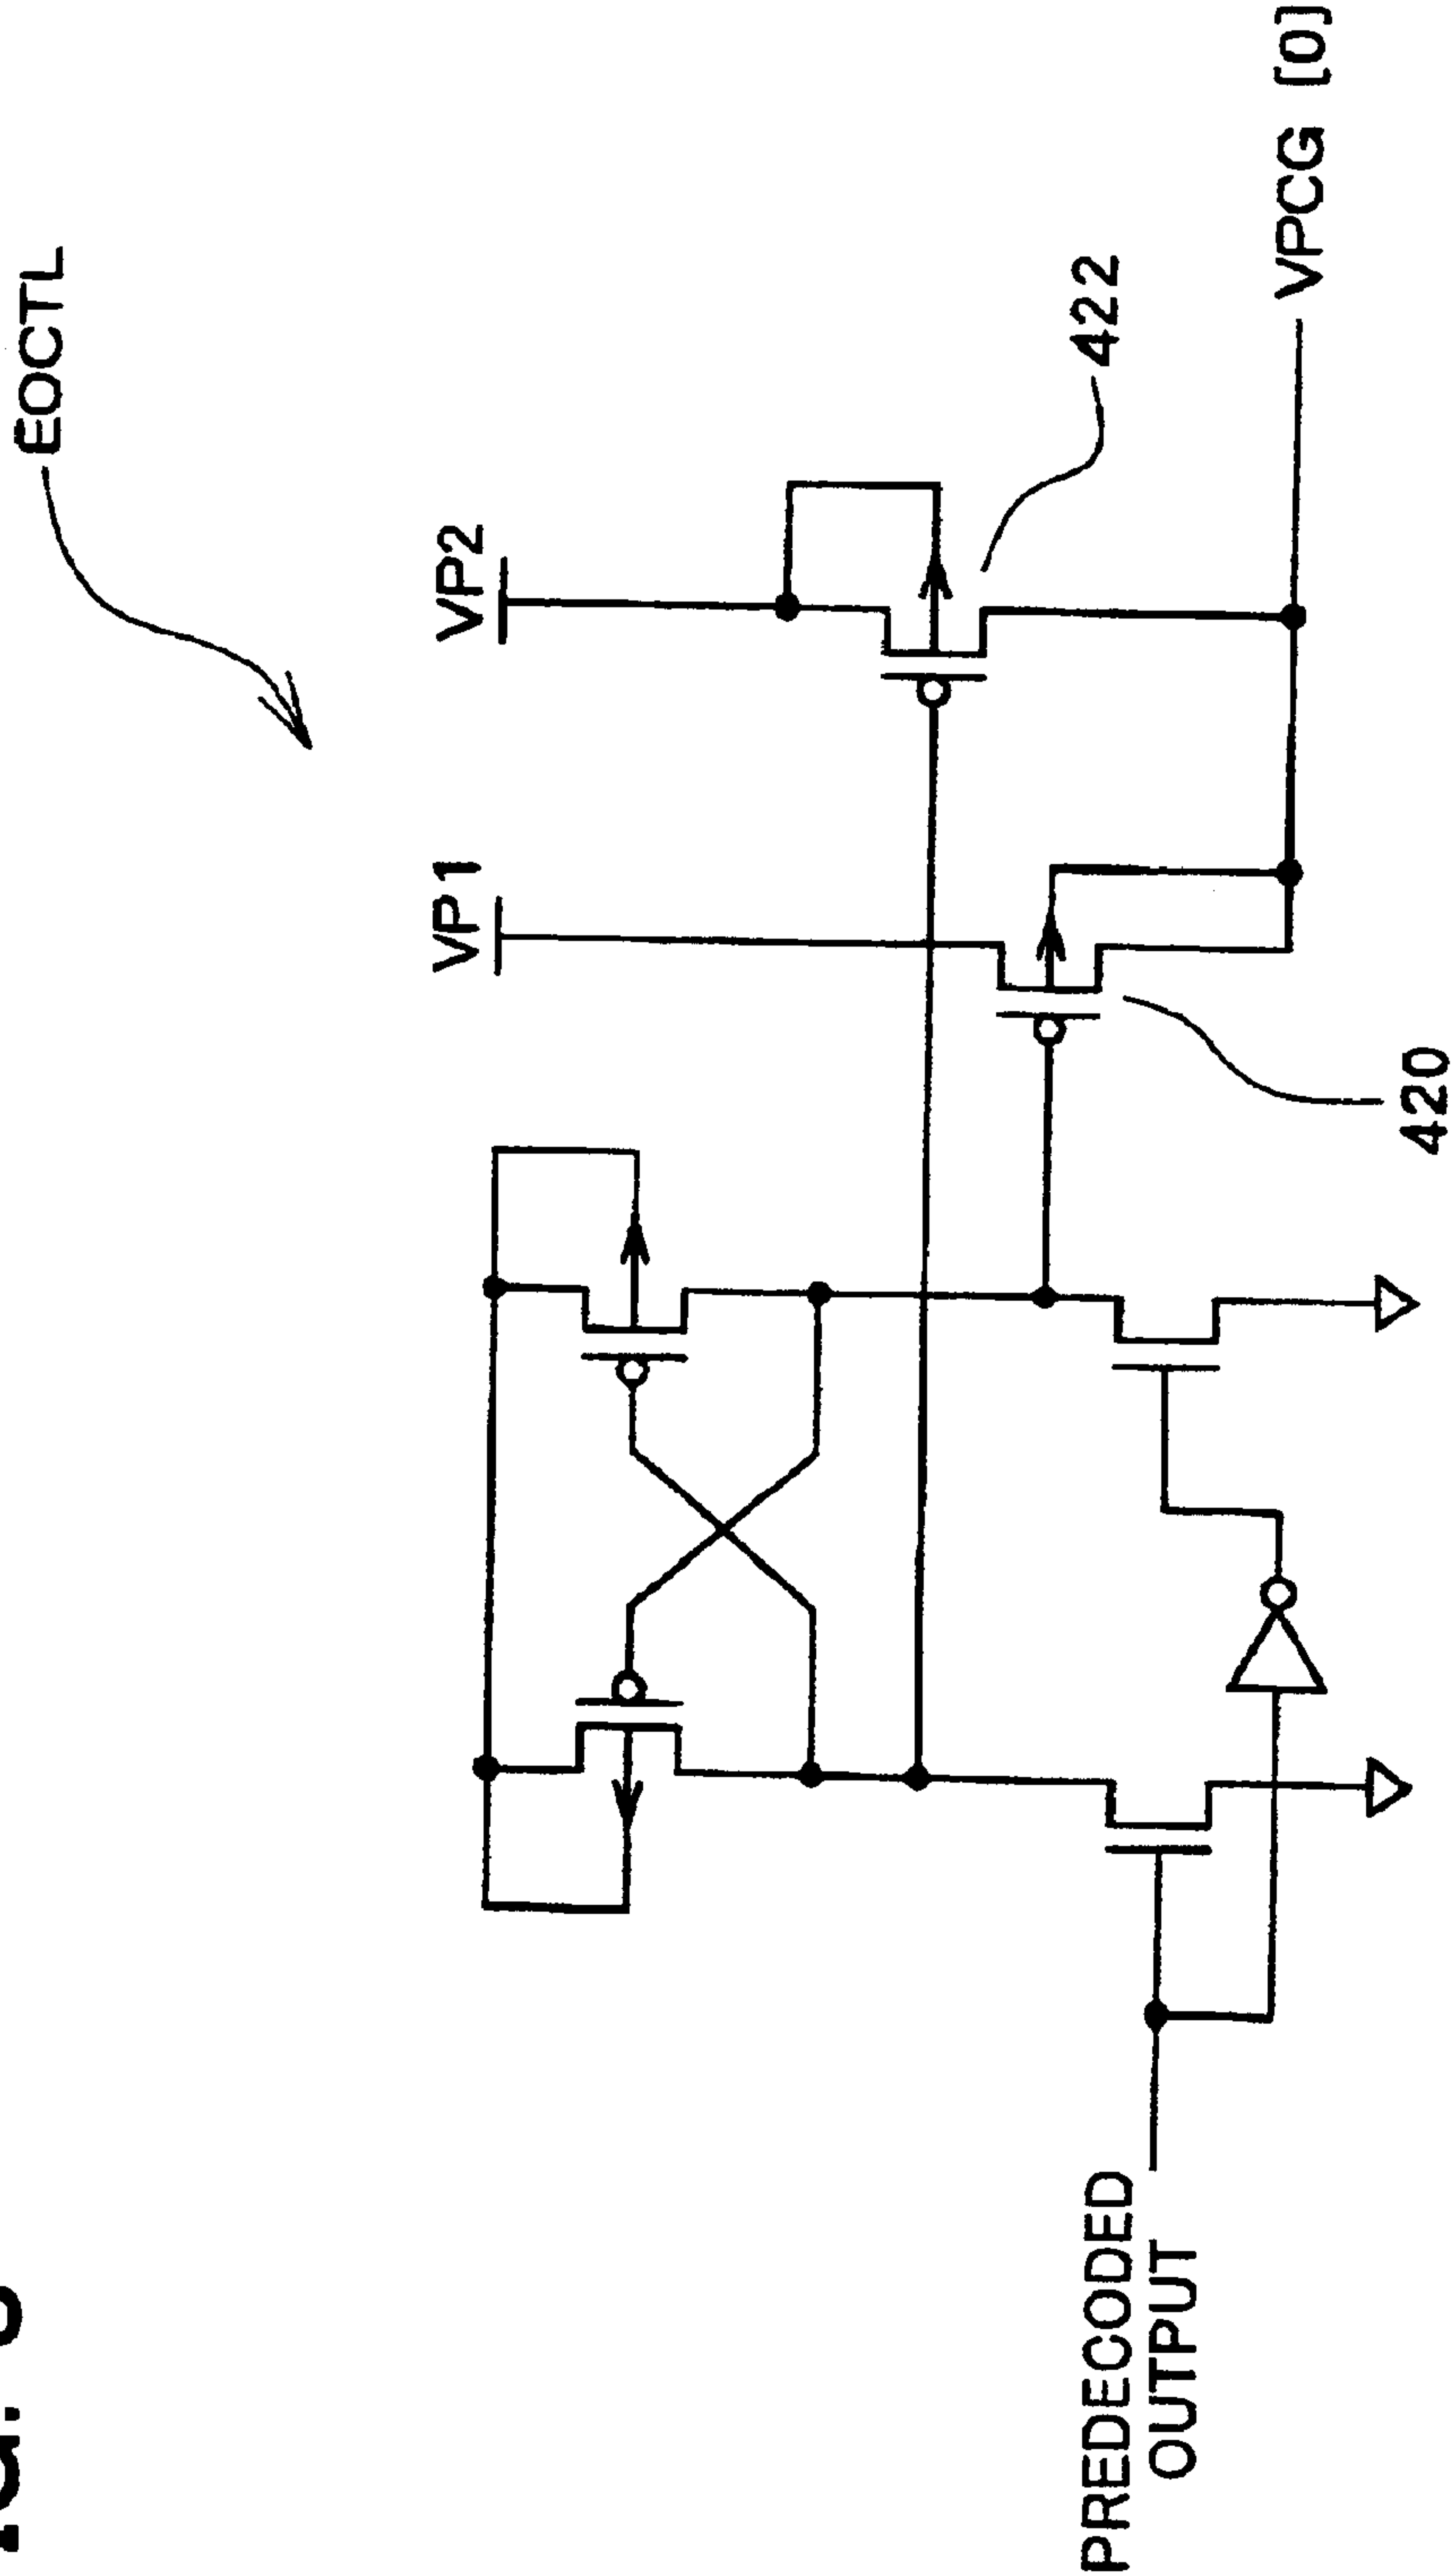 EOCTL
VP1
VP2
422
420
VPCG [0]
PREDECODED
OUTPUT